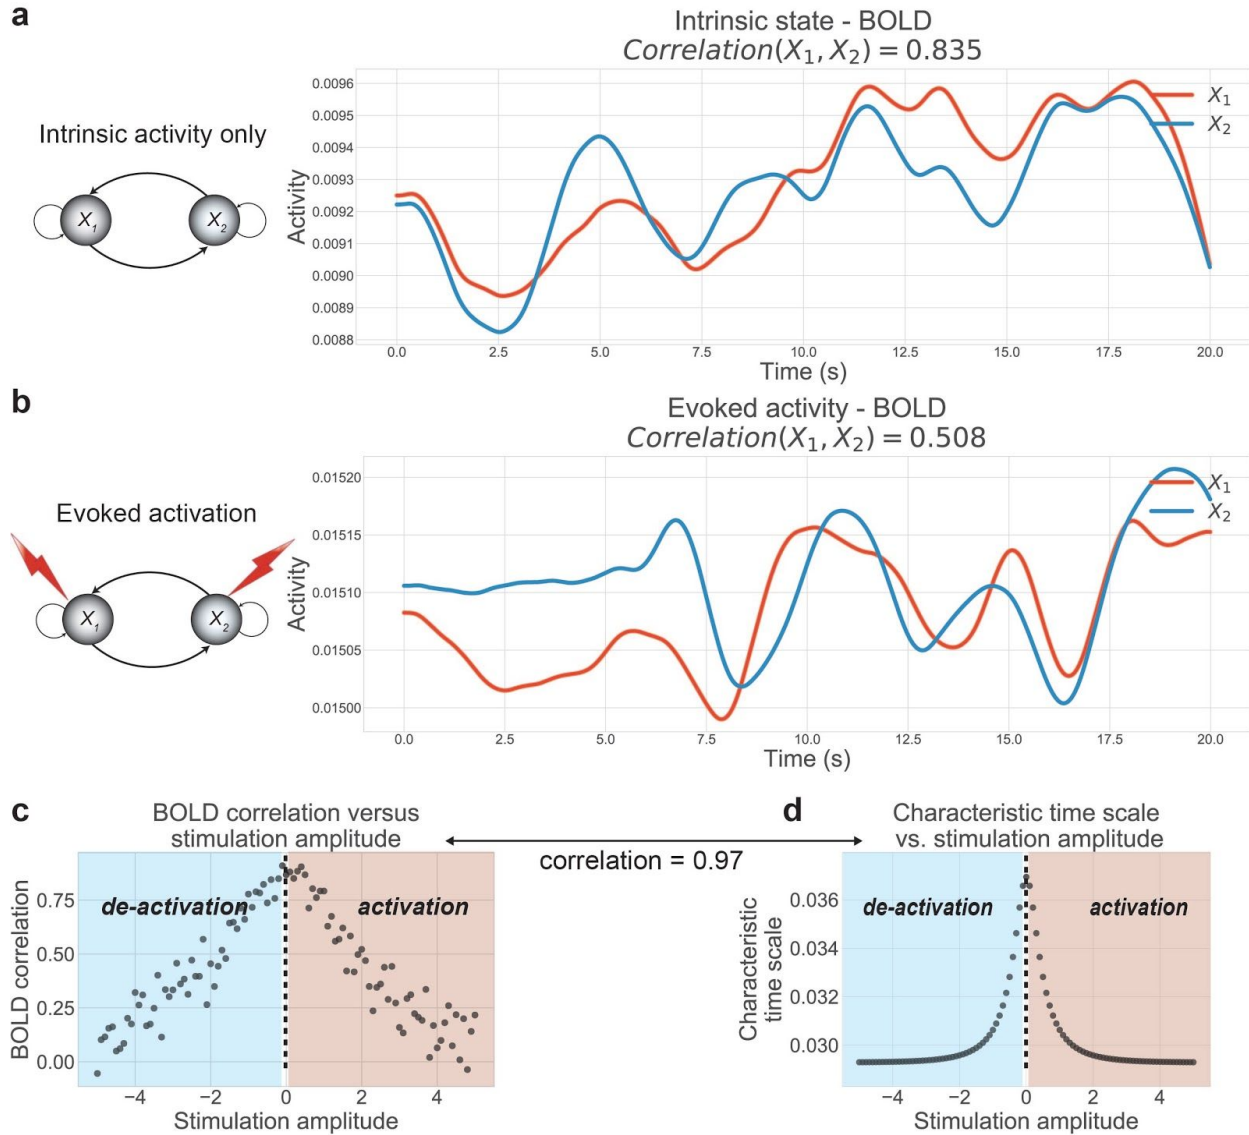 a
Intrinsic state - BOLD
Correlation(X₁, X₂) = 0.835
Intrinsic activity only
X₁
X₂
Activity
0.0096
0.0095
0.0094
0.0093
0.0092
0.0091
0.0090
0.0089
0.0088
X₁
X₂
0.0 2.5 5.0 7.5 10.0 12.5 15.0 17.5 20.0
Time (s)
b
Evoked activity - BOLD
Correlation(X₁, X₂) = 0.508
Evoked activation
X₁
X₂
Activity
0.01520
0.01515
0.01510
0.01505
0.01500
X₁
X₂
0.0 2.5 5.0 7.5 10.0 12.5 15.0 17.5 20.0
Time (s)
c
BOLD correlation versus
stimulation amplitude
correlation = 0.97
BOLD correlation
0.75
0.50
0.25
0.00
de-activation
activation
−4 −2 0 2 4
Stimulation amplitude
d
Characteristic time scale
vs. stimulation amplitude
Characteristic
time scale
0.036
0.034
0.032
0.030
de-activation
activation
−4 −2 0 2 4
Stimulation amplitude